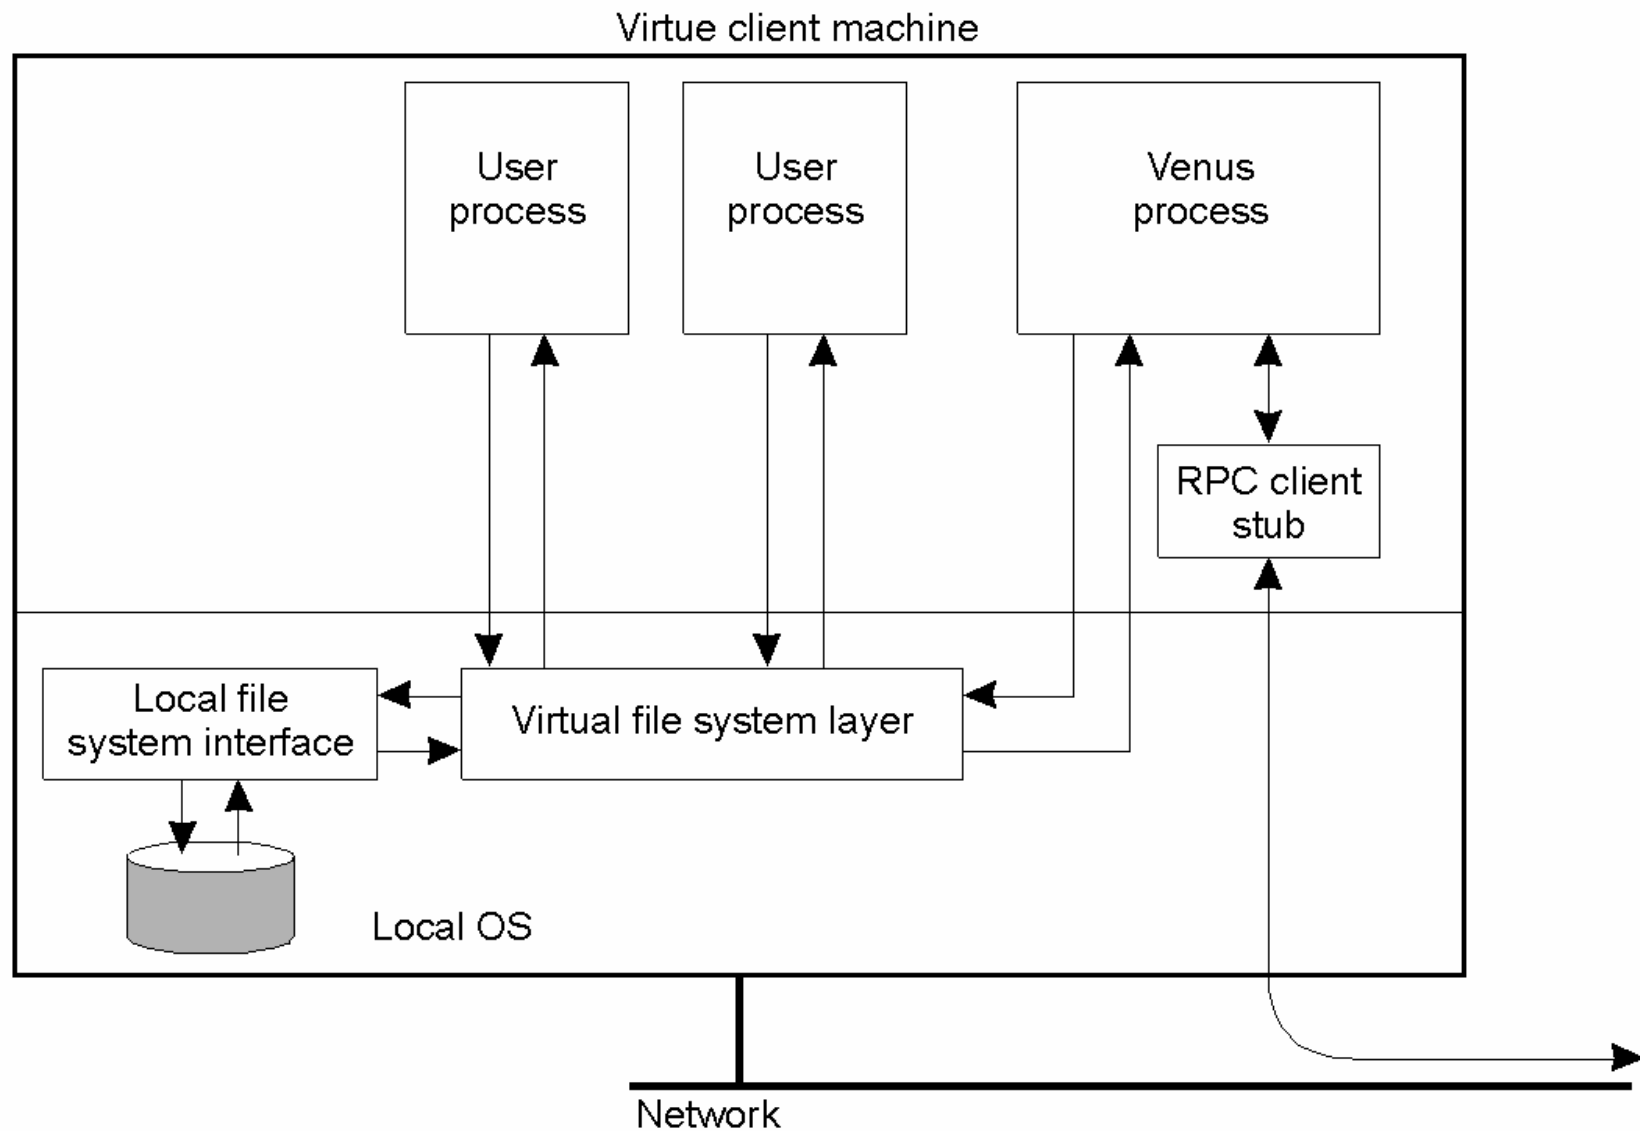 Virtue client machine
User
process
User
process
Venus
process
RPC client
stub
Local file
system interface
Virtual file system layer
Local OS
Network